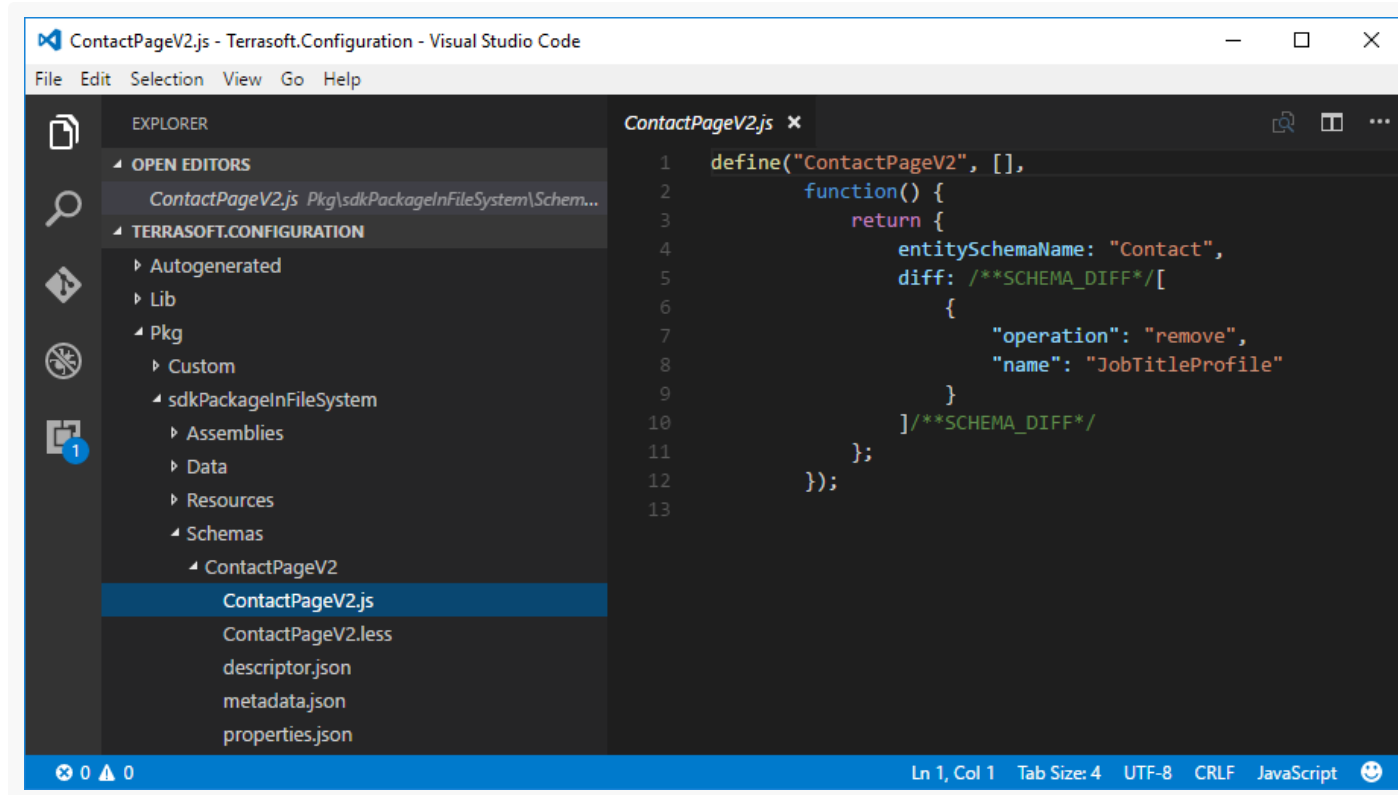 ContactPageV2.js - Terrasoft.Configuration - Visual Studio Code
File Edit Selection View Go Help
EXPLORER
OPEN EDITORS
ContactPageV2.js Pkg\sdkPackageInFileSystem\Schem...
TERRASOFT.CONFIGURATION
Autogenerated
Lib
Pkg
Custom
sdkPackageInFileSystem
Assemblies
Data
Resources
Schemas
ContactPageV2
ContactPageV2.js
ContactPageV2.less
descriptor.json
metadata.json
properties.json
1
ContactPageV2.js
1 define("ContactPageV2", [],
2 function() {
3 return {
4 entitySchemaName: "Contact",
5 diff: /**SCHEMA_DIFF*/[
6 {
7 "operation": "remove",
8 "name": "JobTitleProfile"
9 }
10 ]/**SCHEMA_DIFF*/
11 };
12 });
13
0 0 Ln 1, Col 1 Tab Size: 4 UTF-8 CRLF JavaScript